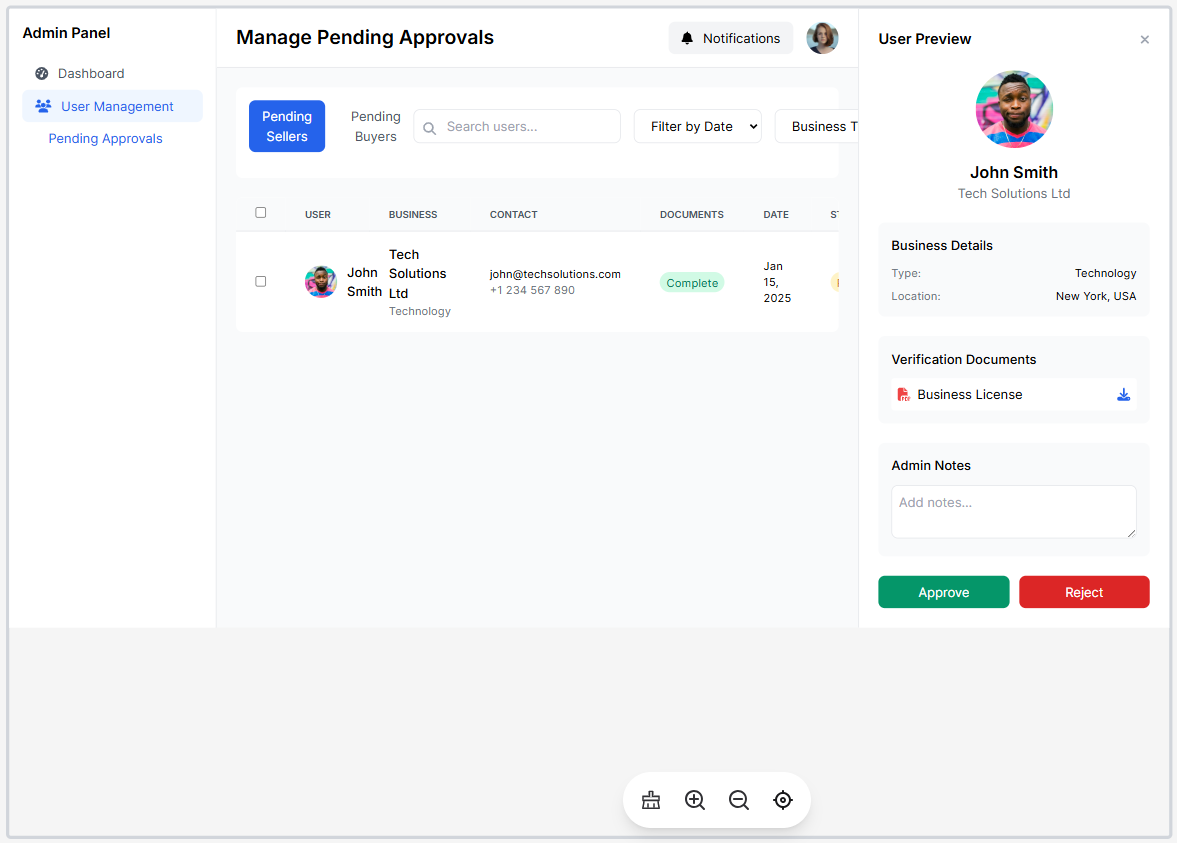 Admin Panel
Dashboard
User Management
Pending Approvals
Manage Pending Approvals
Notifications
Pending
Sellers
Pending
Buyers
Search users...
Filter by Date
Business T
USER
BUSINESS
CONTACT
DOCUMENTS
DATE
John
Smith
Tech
Solutions
Ltd
Technology
john@techsolutions.com
+1 234 567 890
Complete
Jan
15,
2025
User Preview
John Smith
Tech Solutions Ltd
Business Details
Type: Technology
Location: New York, USA
Verification Documents
PDF Business License
Admin Notes
Add notes...
Approve
Reject